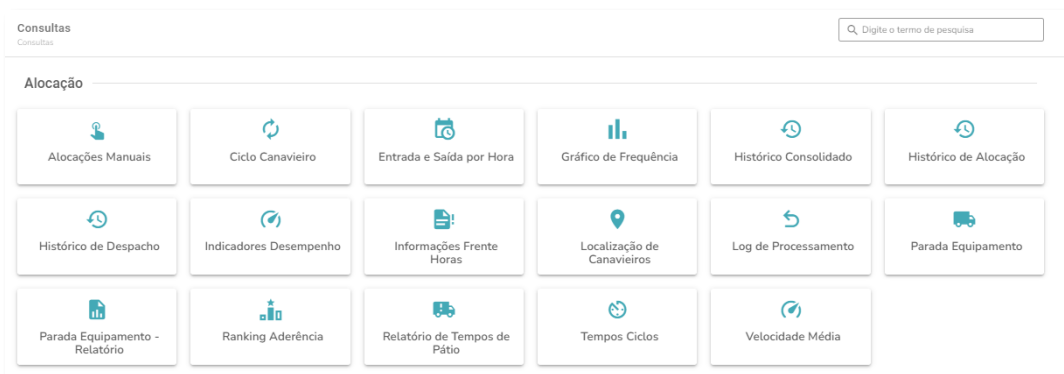 Consultas
Consultas
Digite o termo de pesquisa
Alocação
Alocações Manuais
Ciclo Canavieiro
Entrada e Saída por Hora
Gráfico de Frequência
Histórico Consolidado
Histórico de Alocação
Histórico de Despacho
Indicadores Desempenho
Informações Frente
Horas
Localização de
Canavieiros
Log de Processamento
Parada Equipamento
Parada Equipamento -
Relatório
Ranking Aderência
Relatório de Tempos de
Pátio
Tempos Ciclos
Velocidade Média